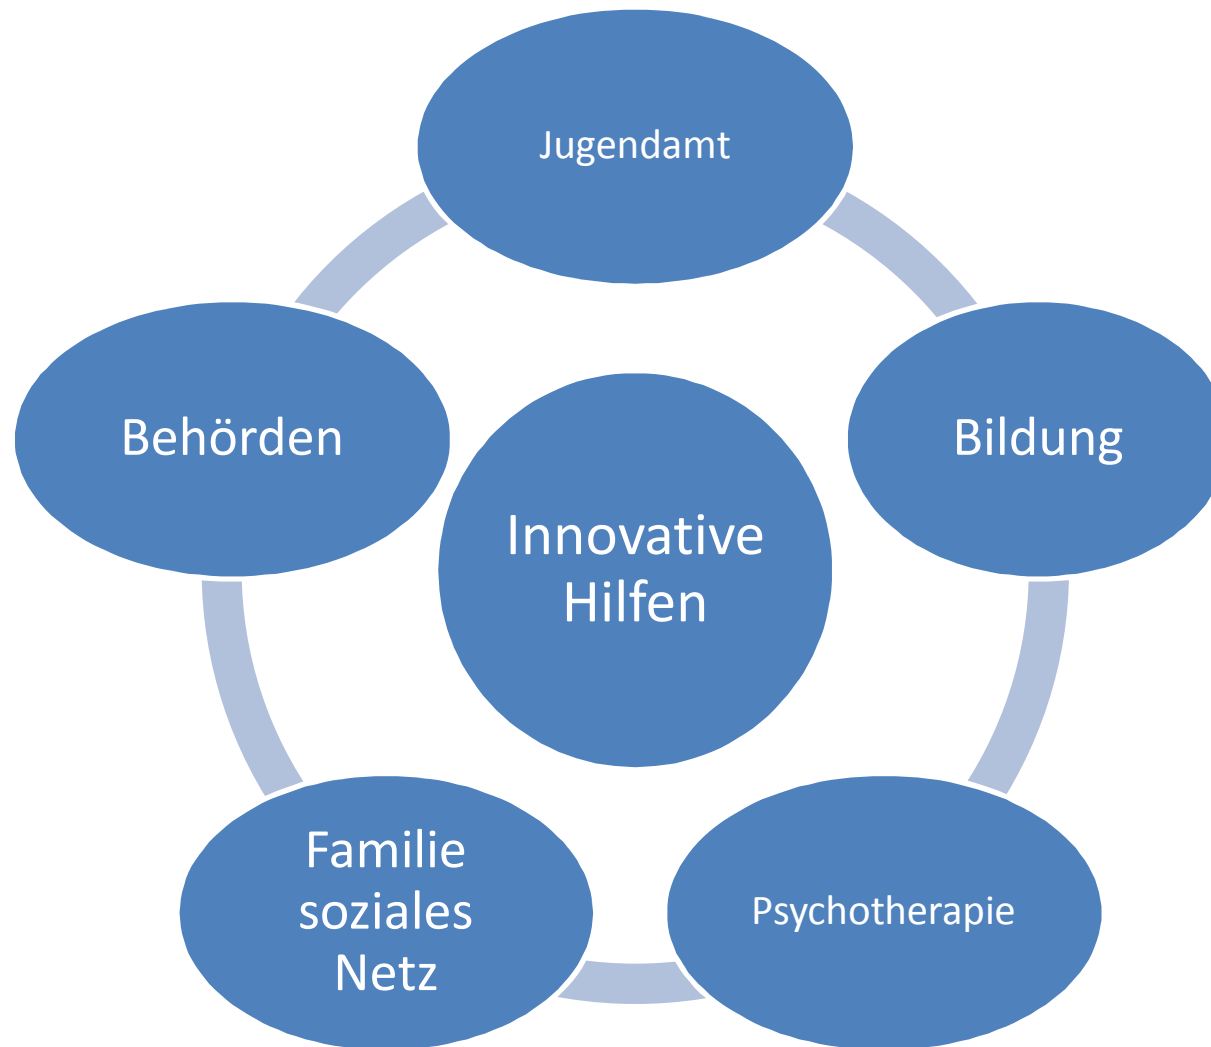 Jugendamt
Behörden
Bildung
Innovative
Hilfen
Familie
soziales
Netz
Psychotherapie